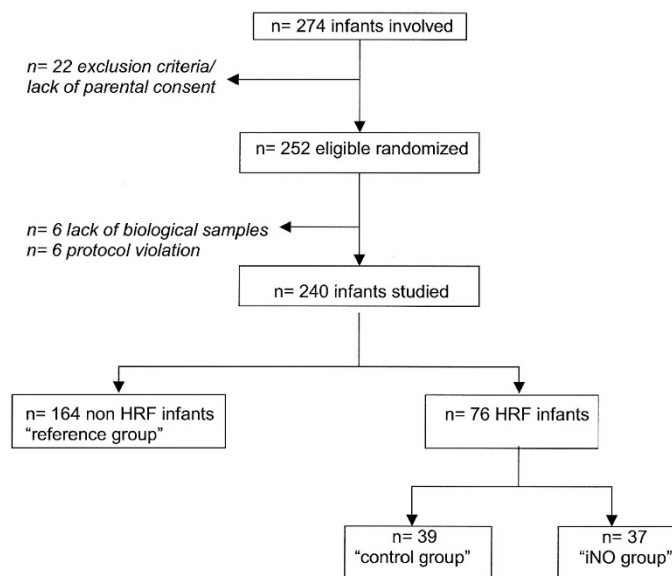 n= 274 infants involved
n= 22 exclusion criteria/
lack of parental consent
n= 252 eligible randomized
n= 6 lack of biological samples
n= 6 protocol violation
n= 240 infants studied
n= 164 non HRF infants
“reference group”
n= 76 HRF infants
n= 39
“control group”
n= 37
“iNO group”